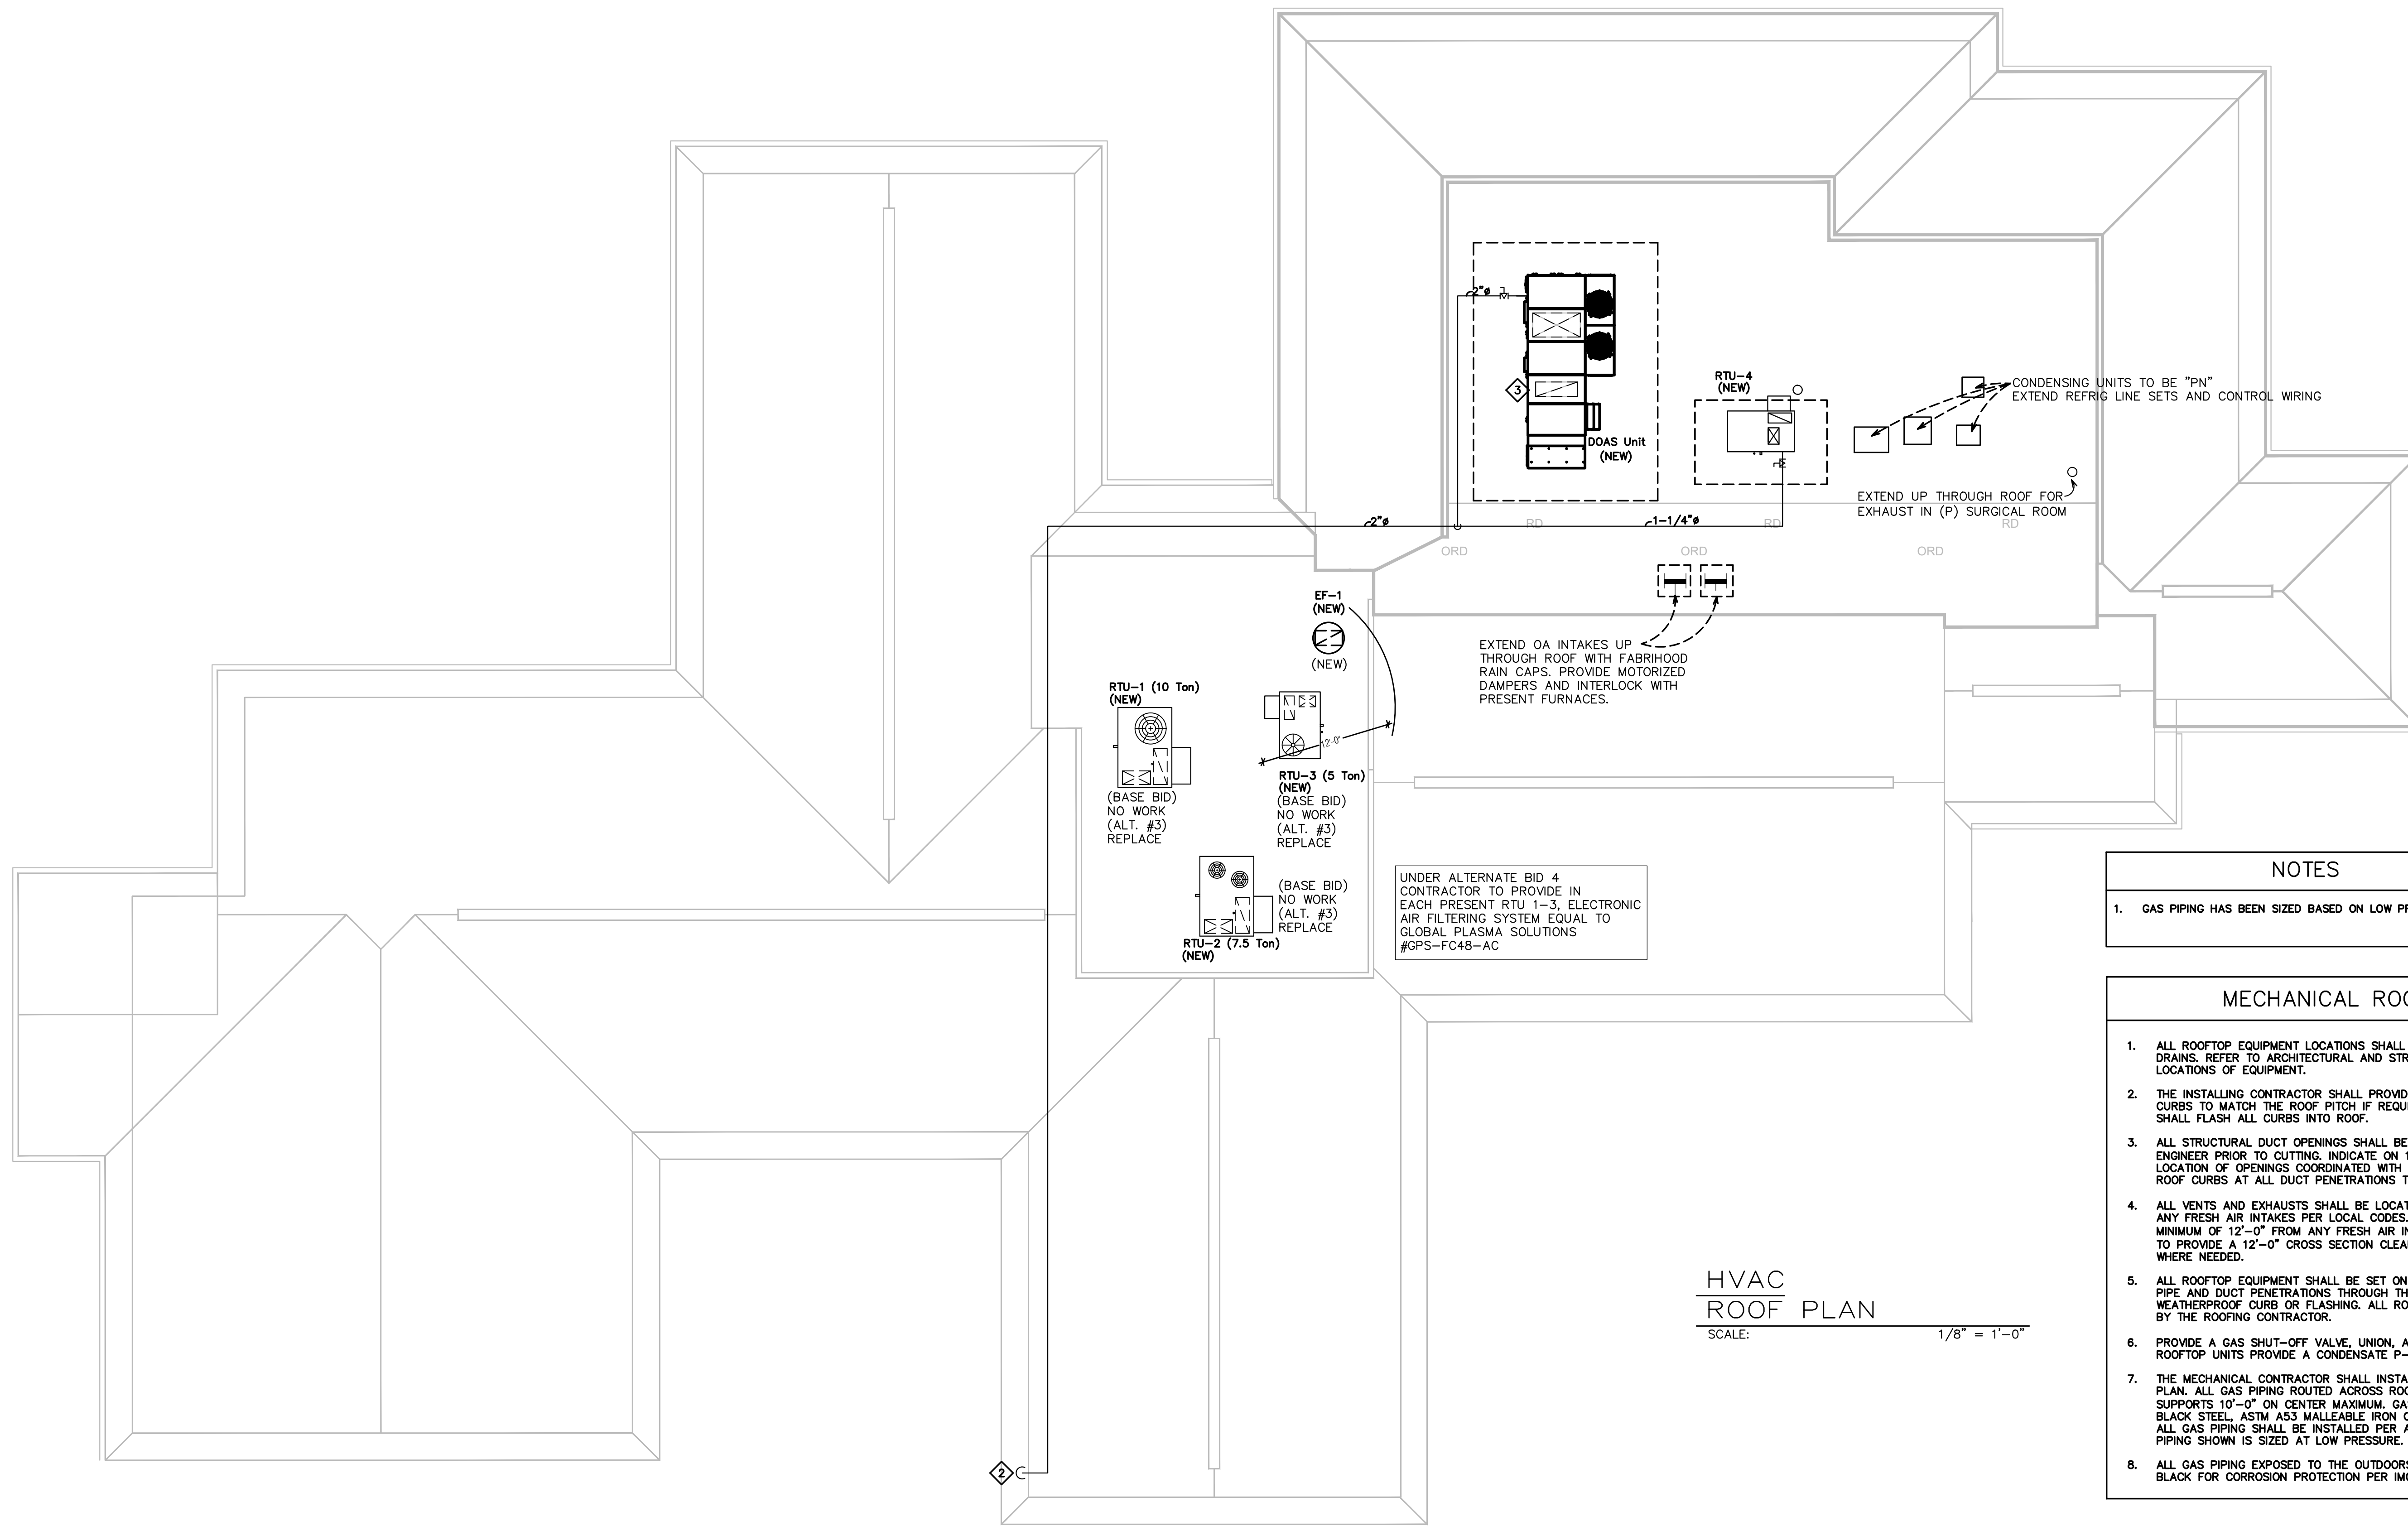 2"ø
3
DOAS Unit
(NEW)
RTU-4
(NEW)
CONDENSING UNITS TO BE "PN"
EXTEND REFRIG LINE SETS AND CONTROL WIRING
EXTEND UP THROUGH ROOF FOR
EXHAUST IN (P) SURGICAL ROOM
2"ø
1-1/4"ø
RD
RD
RD
ORD
ORD
ORD
EF-1
(NEW)
(NEW)
EXTEND OA INTAKES UP
THROUGH ROOF WITH FABRIHOOD
RAIN CAPS. PROVIDE MOTORIZED
DAMPERS AND INTERLOCK WITH
PRESENT FURNACES.
RTU-1 (10 Ton)
(NEW)
(BASE BID)
NO WORK
(ALT. #3)
REPLACE
12'-0"
RTU-3 (5 Ton)
(NEW)
(BASE BID)
NO WORK
(ALT. #3)
REPLACE
(BASE BID)
NO WORK
(ALT. #3)
REPLACE
RTU-2 (7.5 Ton)
(NEW)
UNDER ALTERNATE BID 4
CONTRACTOR TO PROVIDE IN
EACH PRESENT RTU 1-3, ELECTRONIC
AIR FILTERING SYSTEM EQUAL TO
GLOBAL PLASMA SOLUTIONS
#GPS-FC48-AC
2
HVAC
ROOF PLAN
SCALE: 1/8" = 1'-0"
NOTES
1. GAS PIPING HAS BEEN SIZED BASED ON LOW
MECHANICAL
1. ALL ROOFTOP EQUIPMENT LOCATIONS SHALL
DRAINS. REFER TO ARCHITECTURAL AND
LOCATIONS OF EQUIPMENT.
2. THE INSTALLING CONTRACTOR SHALL
CURBS TO MATCH THE ROOF PITCH IF
SHALL FLASH ALL CURBS INTO ROOF.
3. ALL STRUCTURAL DUCT OPENINGS SHALL BE
ENGINEER PRIOR TO CUTTING. INDICATE ON
LOCATION OF OPENINGS COORDINATED WITH
ROOF CURBS AT ALL DUCT PENETRATIONS
4. ALL VENTS AND EXHAUSTS SHALL BE
ANY FRESH AIR INTAKES PER LOCAL CODES.
MINIMUM OF 12'-0" FROM ANY FRESH AIR
TO PROVIDE A 12'-0" CROSS SECTION
WHERE NEEDED.
5. ALL ROOFTOP EQUIPMENT SHALL BE SET ON
PIPE AND DUCT PENETRATIONS THROUGH
WEATHERPROOF CURB OR FLASHING. ALL
BY THE ROOFING CONTRACTOR.
6. PROVIDE A GAS SHUT-OFF VALVE, UNION,
ROOFTOP UNITS PROVIDE A CONDENSATE P-
7. THE MECHANICAL CONTRACTOR SHALL
PLAN. ALL GAS PIPING ROUTED ACROSS
SUPPORTS 10'-0" ON CENTER MAXIMUM.
BLACK STEEL, ASTM A53 MALLEABLE IRON
ALL GAS PIPING SHALL BE INSTALLED PER
PIPING SHOWN IS SIZED AT LOW PRESSURE.
8. ALL GAS PIPING EXPOSED TO THE
BLACK FOR CORROSION PROTECTION PER